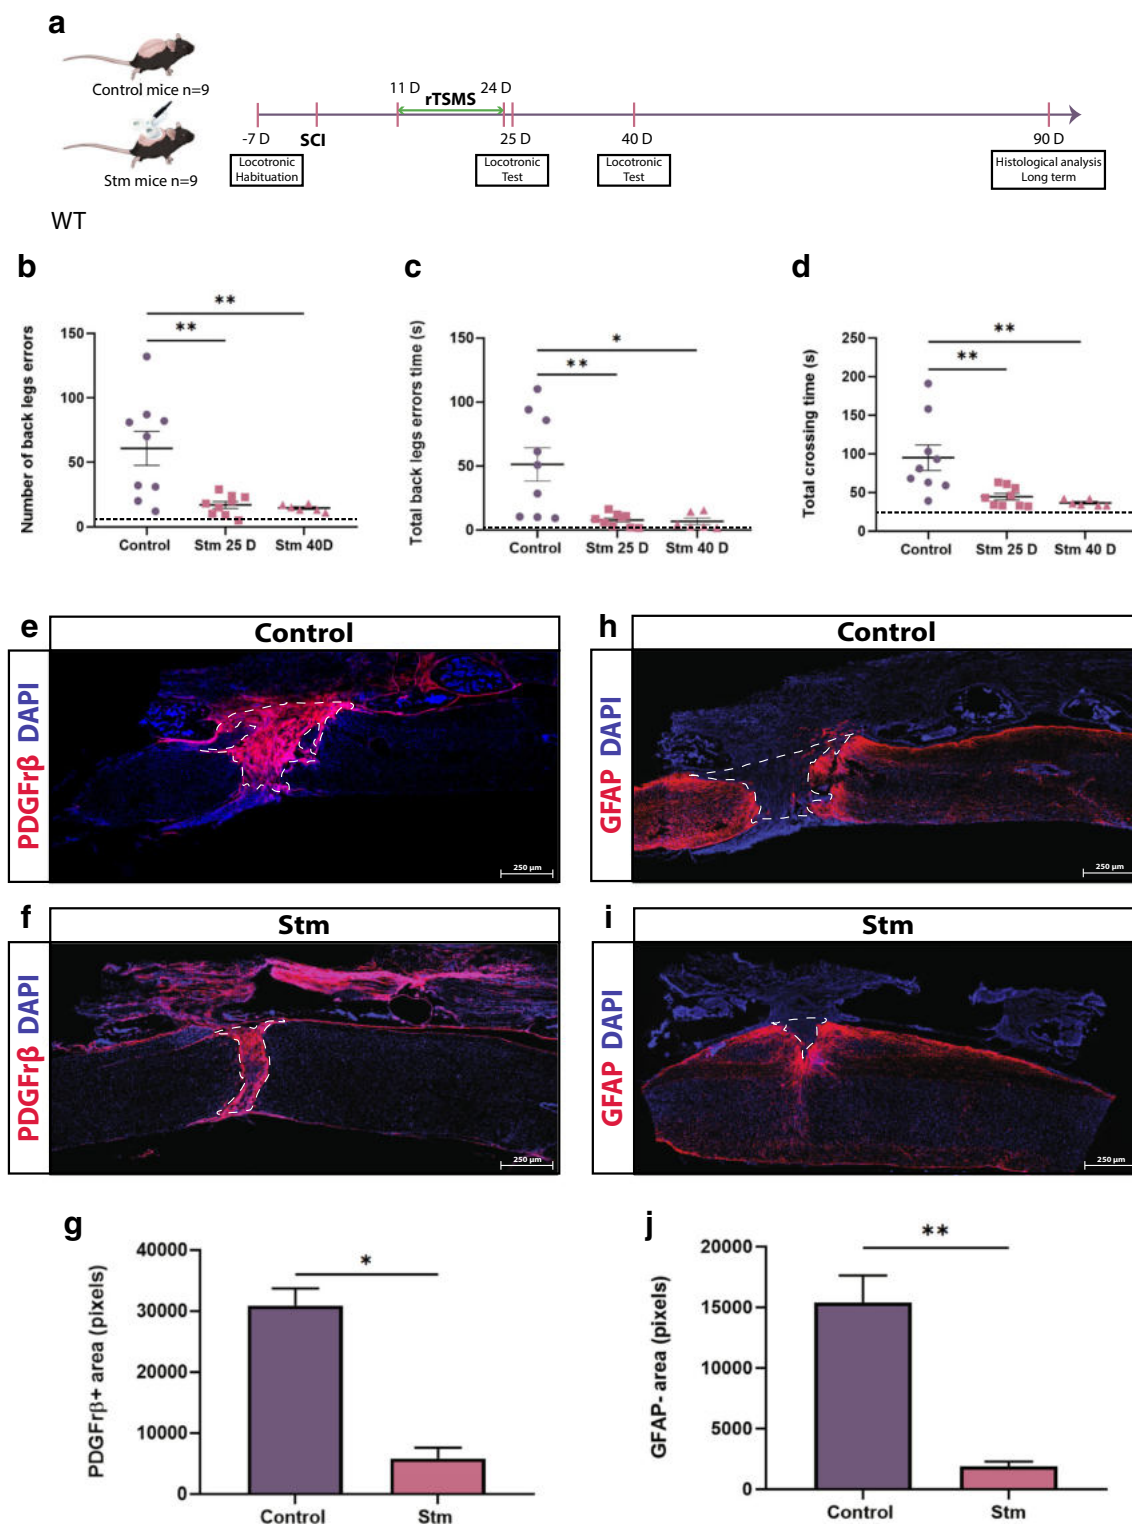 a
Control mice n=9
Stm mice n=9
11 D
rTSMS
24 D
-7 D
SCI
25 D
40 D
90 D
Locotronic
Habituation
Locotronic
Test
Locotronic
Test
Histological analysis
Long term
WT
b
Number of back legs errors
150
100
50
0
**
**
Control
Stm 25 D
Stm 40 D
c
Total back legs errors time (s)
150
100
50
0
*
**
Control
Stm 25 D
Stm 40 D
d
Total crossing time (s)
250
200
150
100
50
0
**
**
Control
Stm 25 D
Stm 40 D
e
Control
PDGFrβ DAPI
250 µm
h
Control
GFAP DAPI
250 µm
f
Stm
PDGFrβ DAPI
250 µm
i
Stm
GFAP DAPI
250 µm
g
PDGFrβ+ area (pixels)
40000
30000
20000
10000
0
*
Control
Stm
j
GFAP- area (pixels)
20000
15000
10000
5000
0
**
Control
Stm